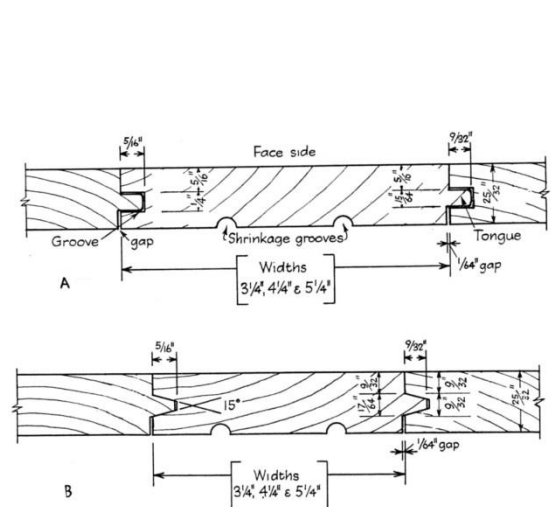 5/16"
Face side
9/32"
5/16"
1/4"
5/16"
15/64
25/32"
Groove
gap
Shrinkage grooves
Tongue
1/64" gap
A
Widths
3 1/4", 4 1/4" & 5 1/4"
5/16"
9/32"
15°
9/32"
17/64
9/32"
9/32"
25/32"
1/64" gap
Widths
3 1/4", 4 1/4" & 5 1/4"
B